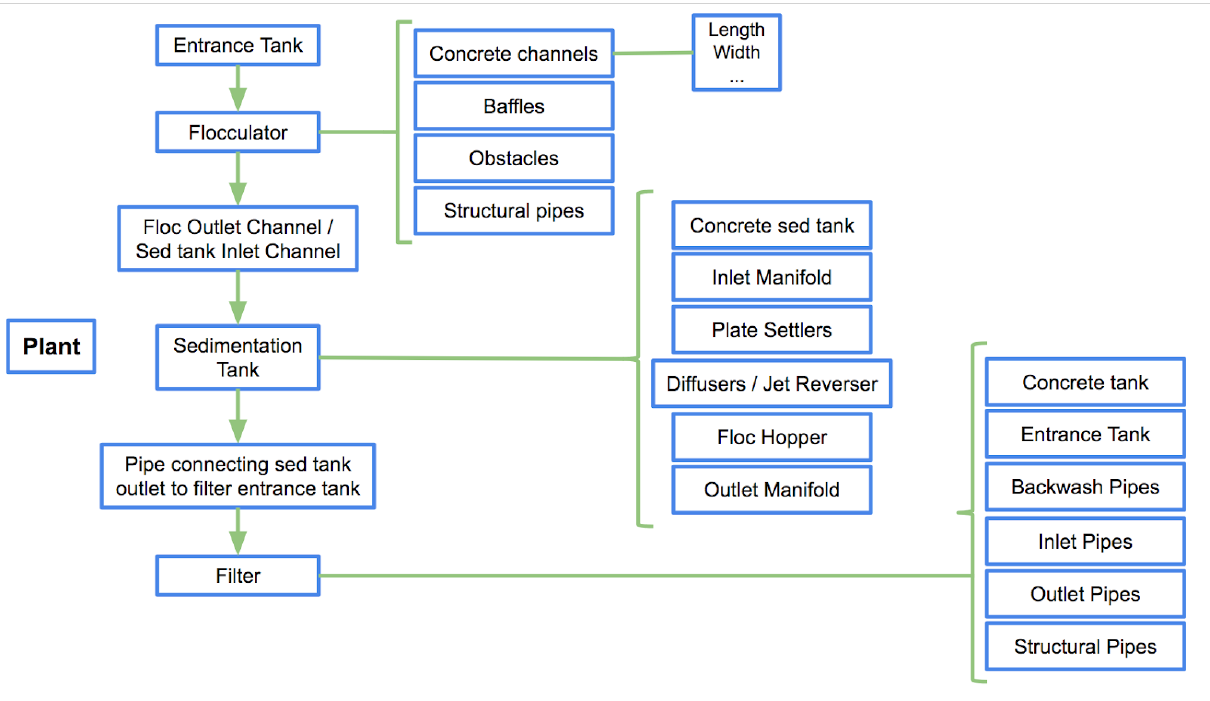 Plant
Entrance Tank
Flocculator
Floc Outlet Channel /
Sed tank Inlet Channel
Sedimentation
Tank
Pipe connecting sed tank
outlet to filter entrance tank
Filter
Concrete channels
Baffles
Obstacles
Structural pipes
Length
Width
...
Concrete sed tank
Inlet Manifold
Plate Settlers
Diffusers / Jet Reverser
Floc Hopper
Outlet Manifold
Concrete tank
Entrance Tank
Backwash Pipes
Inlet Pipes
Outlet Pipes
Structural Pipes